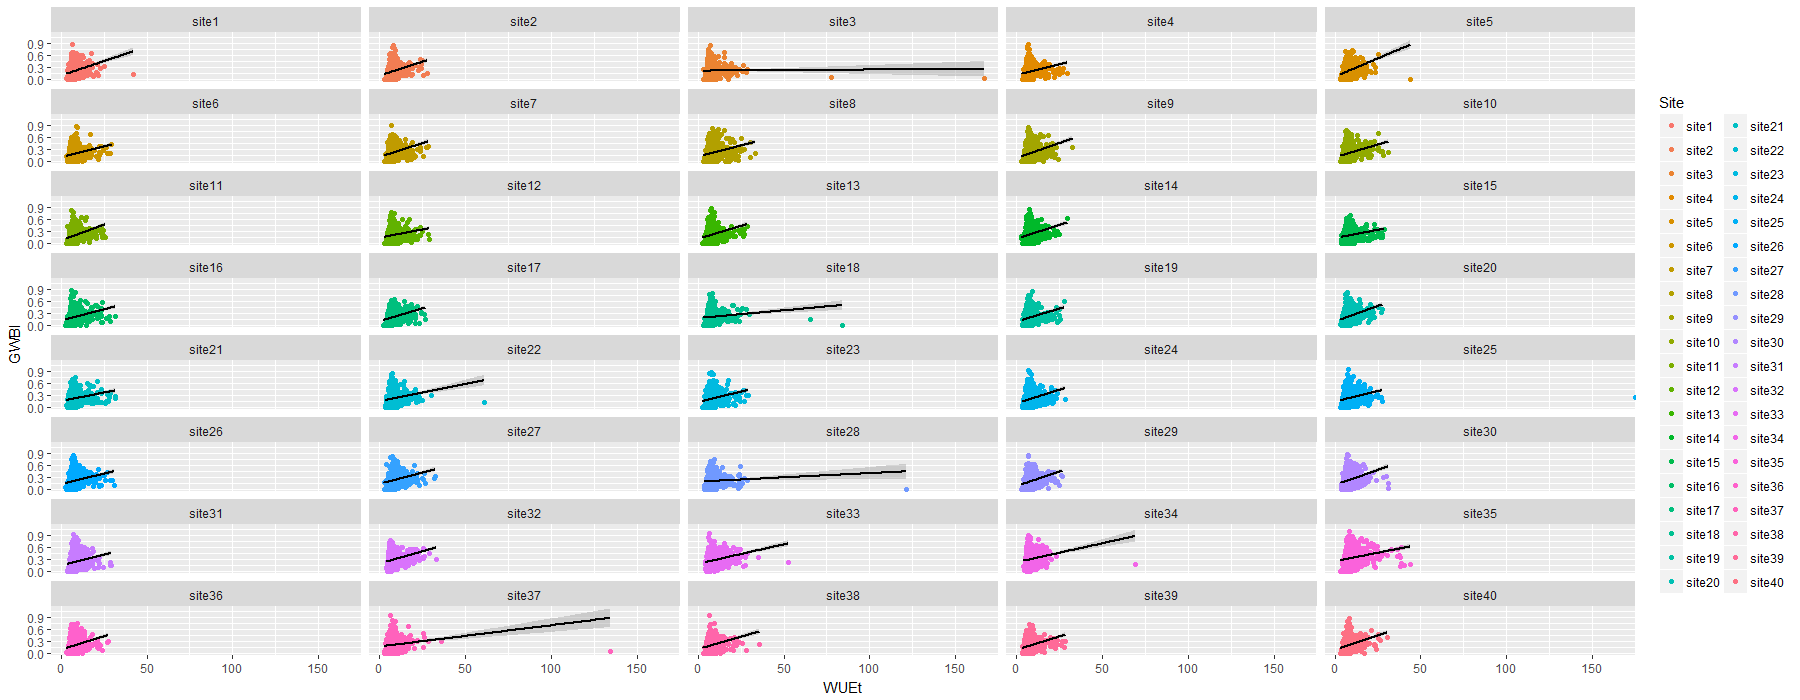 site1 site2 site3 site4 site5
0.9
0.6
0.3
0.0
site6 site7 site8 site9 site10
0.9
0.6
0.3
0.0
site11 site12 site13 site14 site15
0.9
0.6
0.3
0.0
site16 site17 site18 site19 site20
0.9
0.6
0.3
0.0
site21 site22 site23 site24 site25
0.9
0.6
0.3
0.0
site26 site27 site28 site29 site30
0.9
0.6
0.3
0.0
site31 site32 site33 site34 site35
0.9
0.6
0.3
0.0
site36 site37 site38 site39 site40
0.9
0.6
0.3
0.0
0 50 100 150 0 50 100 150 0 50 100 150 0 50 100 150 0 50 100 150
WUEt
GWBI
Site
site1 site21
site2 site22
site3 site23
site4 site24
site5 site25
site6 site26
site7 site27
site8 site28
site9 site29
site10 site30
site11 site31
site12 site32
site13 site33
site14 site34
site15 site35
site16 site36
site17 site37
site18 site38
site19 site39
site20 site40